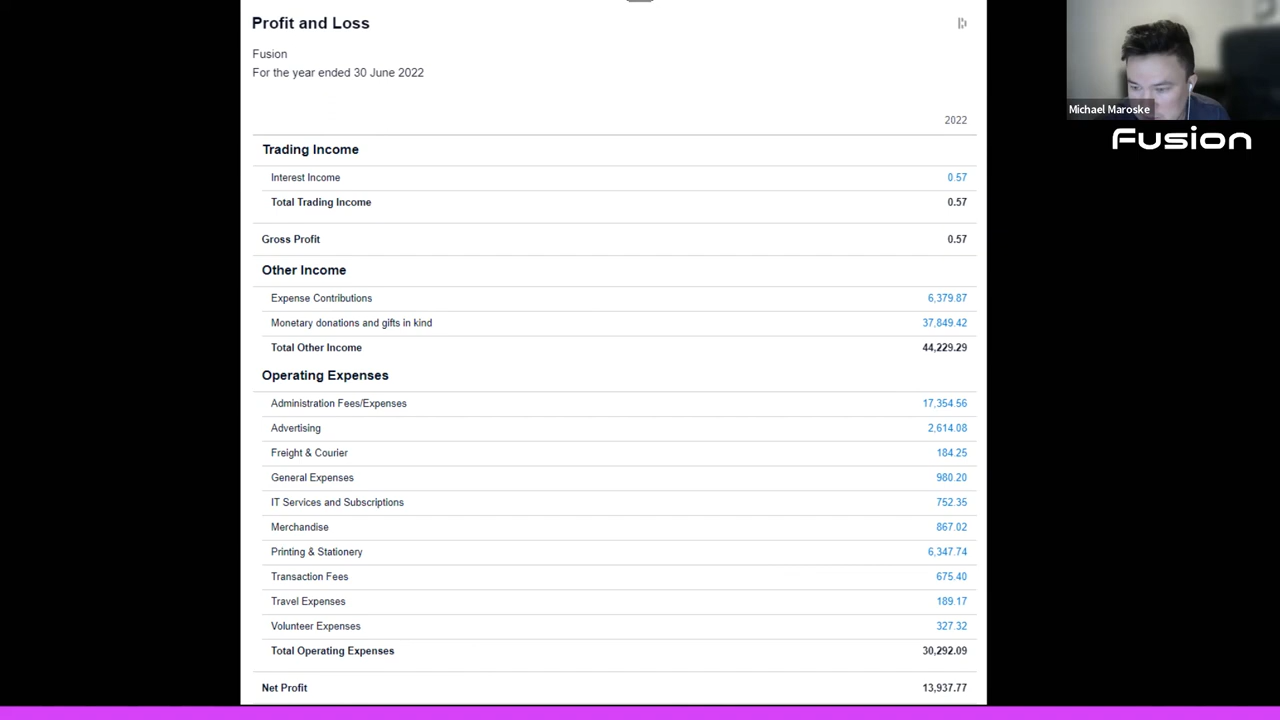 Profit and Loss
Fusion
For the year ended 30 June 2022
2022
Trading Income
Interest Income 0.57
Total Trading Income 0.57
Gross Profit 0.57
Other Income
Expense Contributions 6,379.87
Monetary donations and gifts in kind 37,849.42
Total Other Income 44,229.29
Operating Expenses
Administration Fees/Expenses 17,354.56
Advertising 2,614.08
Freight & Courier 184.25
General Expenses 980.20
IT Services and Subscriptions 752.35
Merchandise 867.02
Printing & Stationery 6,347.74
Transaction Fees 675.40
Travel Expenses 189.17
Volunteer Expenses 327.32
Total Operating Expenses 30,292.09
Net Profit 13,937.77
Michael Maroske
Fusion